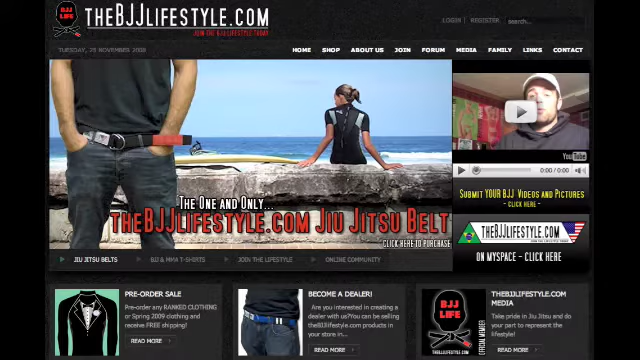 BJJ
LIFE
THEBJJLIFESTYLE.COM
JOIN THE BJJ LIFESTYLE TODAY
LOGIN | REGISTER
search...
TUESDAY, 25 NOVEMBER 2008
HOME SHOP ABOUT US JOIN FORUM MEDIA FAMILY LINKS CONTACT
The One and Only...
THEBJJLIFESTYLE.COM JIU JITSU BELT
CLICK HERE TO PURCHASE
You Tube
0:00 / 0:00
SUBMIT YOUR BJJ VIDEOS AND PICTURES
- CLICK HERE -
THEBJJLIFESTYLE.COM
ON MYSPACE - CLICK HERE
JIU JITSU BELTS
BJJ & MMA T-SHIRTS
JOIN THE LIFESTYLE
ONLINE COMMUNITY
PRE-ORDER SALE
Pre-order any RANKED CLOTHING
or Spring 2009 clothing and
receive FREE shipping!
READ MORE
BECOME A DEALER!
Are you interested in creating a
dealer with us?You can be selling
theBJJlifestyle.com products
in your store in...
READ MORE
BJJ
LIFE
OFFICIAL MEMBER
THEBJJLIFESTYLE.COM
MEDIA
Take pride in Jiu Jitsu and do
your part to represent the
lifestyle!
READ MORE